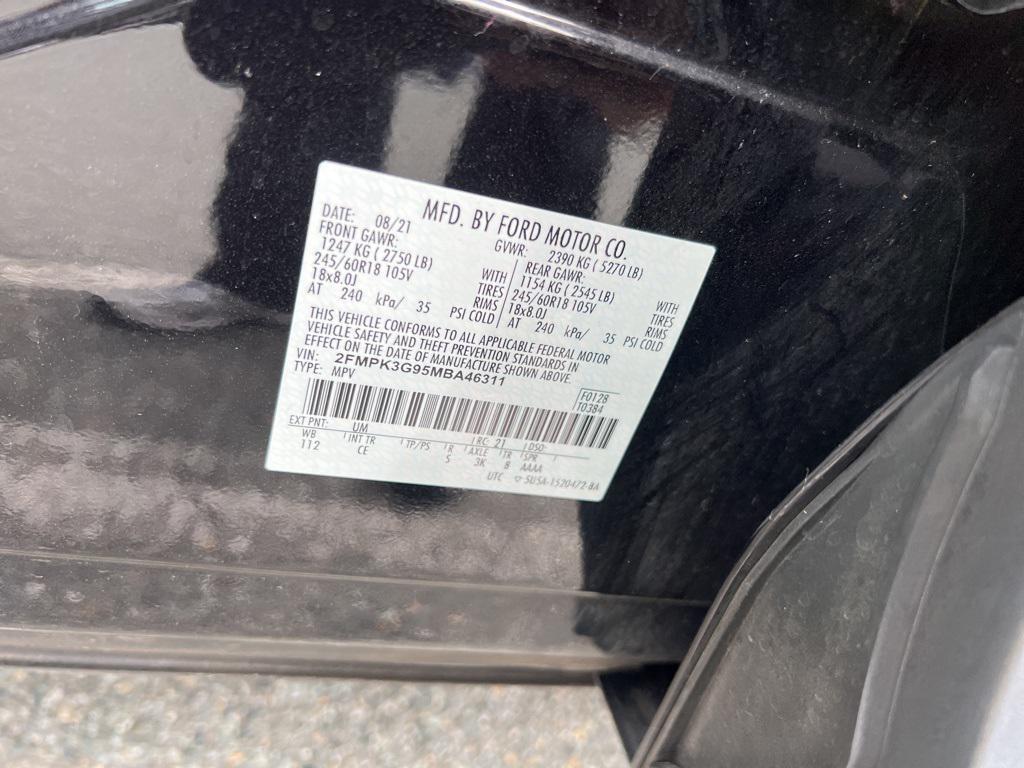 MFD. BY FORD MOTOR CO.
DATE: 08/21 GVWR: 2390 KG ( 5270 LB)
FRONT GAWR: REAR GAWR:
1247 KG ( 2750 LB) WITH 1154 KG ( 2545 LB) WITH
245/60R18 105V TIRES 245/60R18 105V TIRES
18x8.0J RIMS 18x8.0J RIMS
AT 240 kPa/ 35 PSI COLD AT 240 kPa/ 35 PSI COLD
THIS VEHICLE CONFORMS TO ALL APPLICABLE FEDERAL MOTOR
VEHICLE SAFETY AND THEFT PREVENTION STANDARDS IN
EFFECT ON THE DATE OF MANUFACTURE SHOWN ABOVE.
VIN: 2FMPK3G95MBA46311
TYPE: MPV
F0128
T0384
EXT PNT: UM RC: 21 DSO:
WB INT TR TP/PS R AXLE TR SPR
112 CE 5 3K 8 AAAA
UTC ▽ 5USA-1520472-BA